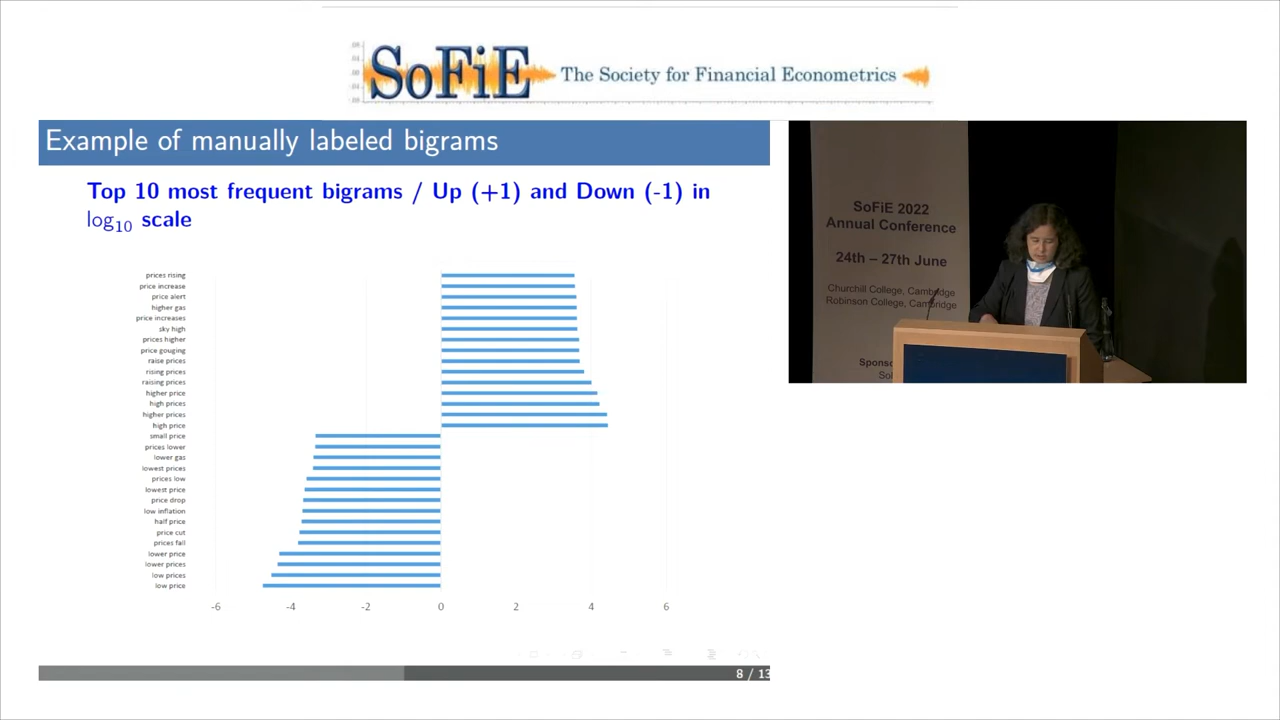 SoFiE The Society for Financial Econometrics
Example of manually labeled bigrams
Top 10 most frequent bigrams / Up (+1) and Down (-1) in
log10 scale
prices rising
price increase
price alert
higher gas
price increases
sky high
prices higher
price gouging
raise prices
rising prices
raising prices
higher price
high prices
higher prices
high price
small price
prices lower
lower gas
lowest prices
prices low
lowest price
price drop
low inflation
half price
price cut
prices fall
lower price
lower prices
low prices
low price
-6 -4 -2 0 2 4 6
8 / 13
SoFiE 2022
Annual Conference
24th – 27th June
Churchill College, Cambridge
Robinson College, Cambridge